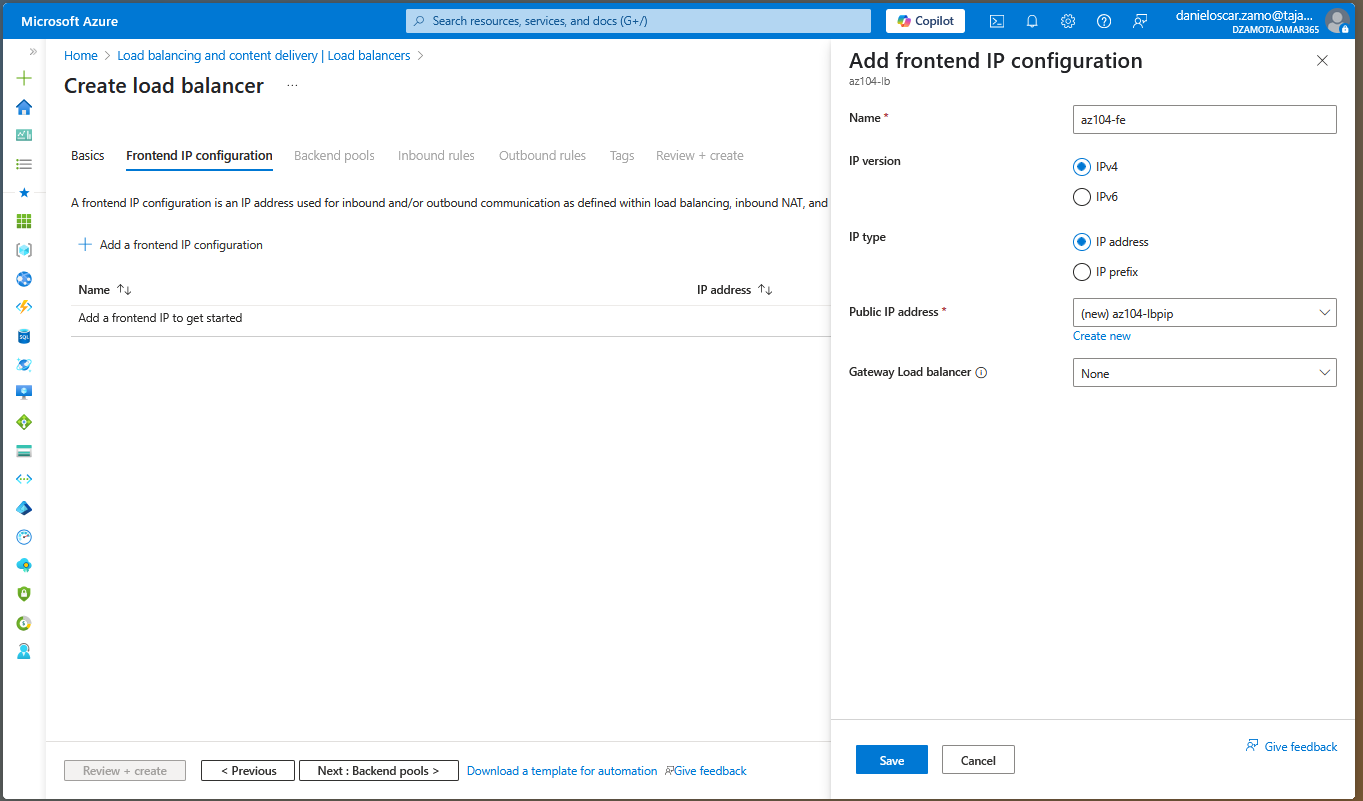 Microsoft Azure
Search resources, services, and docs (G+/)
Copilot
danieloscar.zamo@taja...
DZAMOTAJAMAR365
Home > Load balancing and content delivery | Load balancers >
Create load balancer ...
Basics Frontend IP configuration Backend pools Inbound rules Outbound rules Tags Review + create
A frontend IP configuration is an IP address used for inbound and/or outbound communication as defined within load balancing, inbound NAT, and
+ Add a frontend IP configuration
Name ↑↓ IP address ↑↓
Add a frontend IP to get started
Review + create < Previous Next : Backend pools > Download a template for automation Give feedback
Add frontend IP configuration
az104-lb
Name * az104-fe
IP version IPv4
IPv6
IP type IP address
IP prefix
Public IP address * (new) az104-lbpip
Create new
Gateway Load balancer None
Save Cancel Give feedback